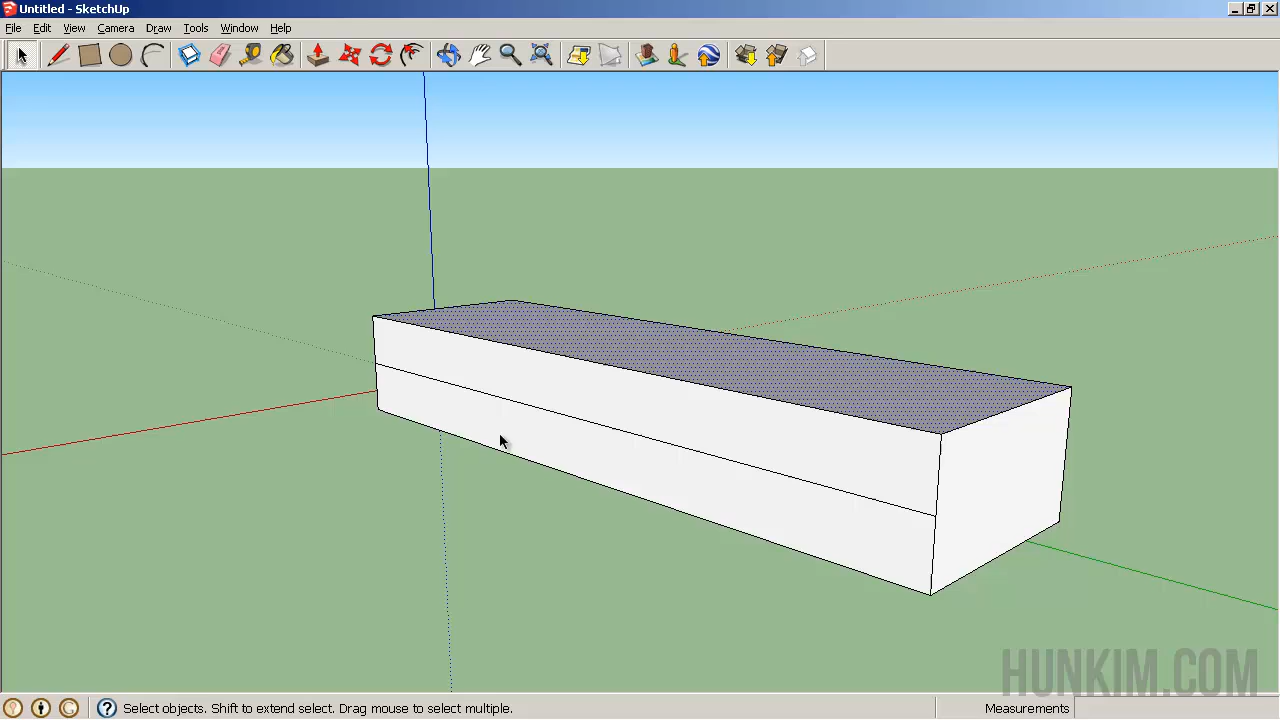 Untitled - SketchUp
File Edit View Camera Draw Tools Window Help
HUNKIM.COM
Select objects. Shift to extend select. Drag mouse to select multiple. Measurements